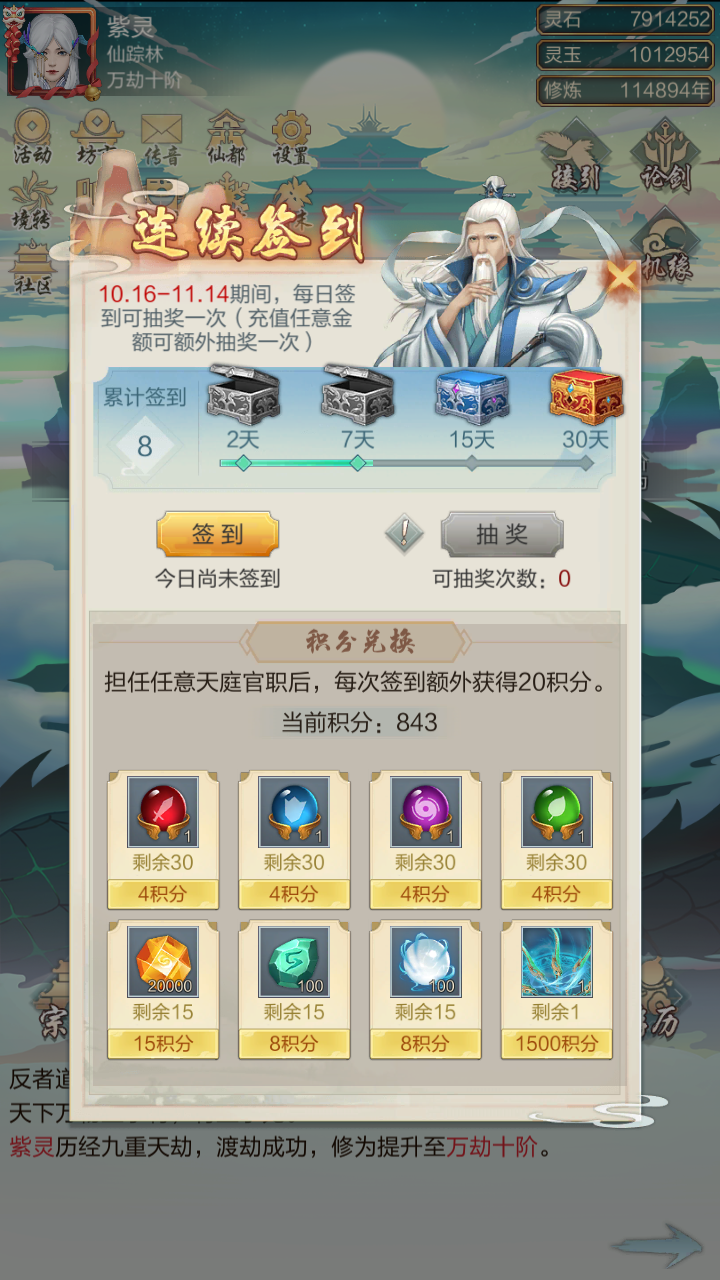 紫灵
仙踪林
万劫十阶
灵石 7914252
灵玉 1012954
修炼 114894年
活动 坊市 传音 仙都 设置
接引 论剑
境转
机缘
社区
连续签到
10.16-11.14期间，每日签
到可抽奖一次（充值任意金
额可额外抽奖一次）
累计签到
8
2天 7天 15天 30天
签到 抽奖
今日尚未签到 可抽奖次数：0
积分兑换
担任任意天庭官职后，每次签到额外获得20积分。
当前积分：843
1 1 1 1
剩余30 剩余30 剩余30 剩余30
4积分 4积分 4积分 4积分
20000 100 100 1
剩余15 剩余15 剩余15 剩余1
15积分 8积分 8积分 1500积分
宗 历
反者道
天下万
紫灵历经九重天劫，渡劫成功，修为提升至万劫十阶。